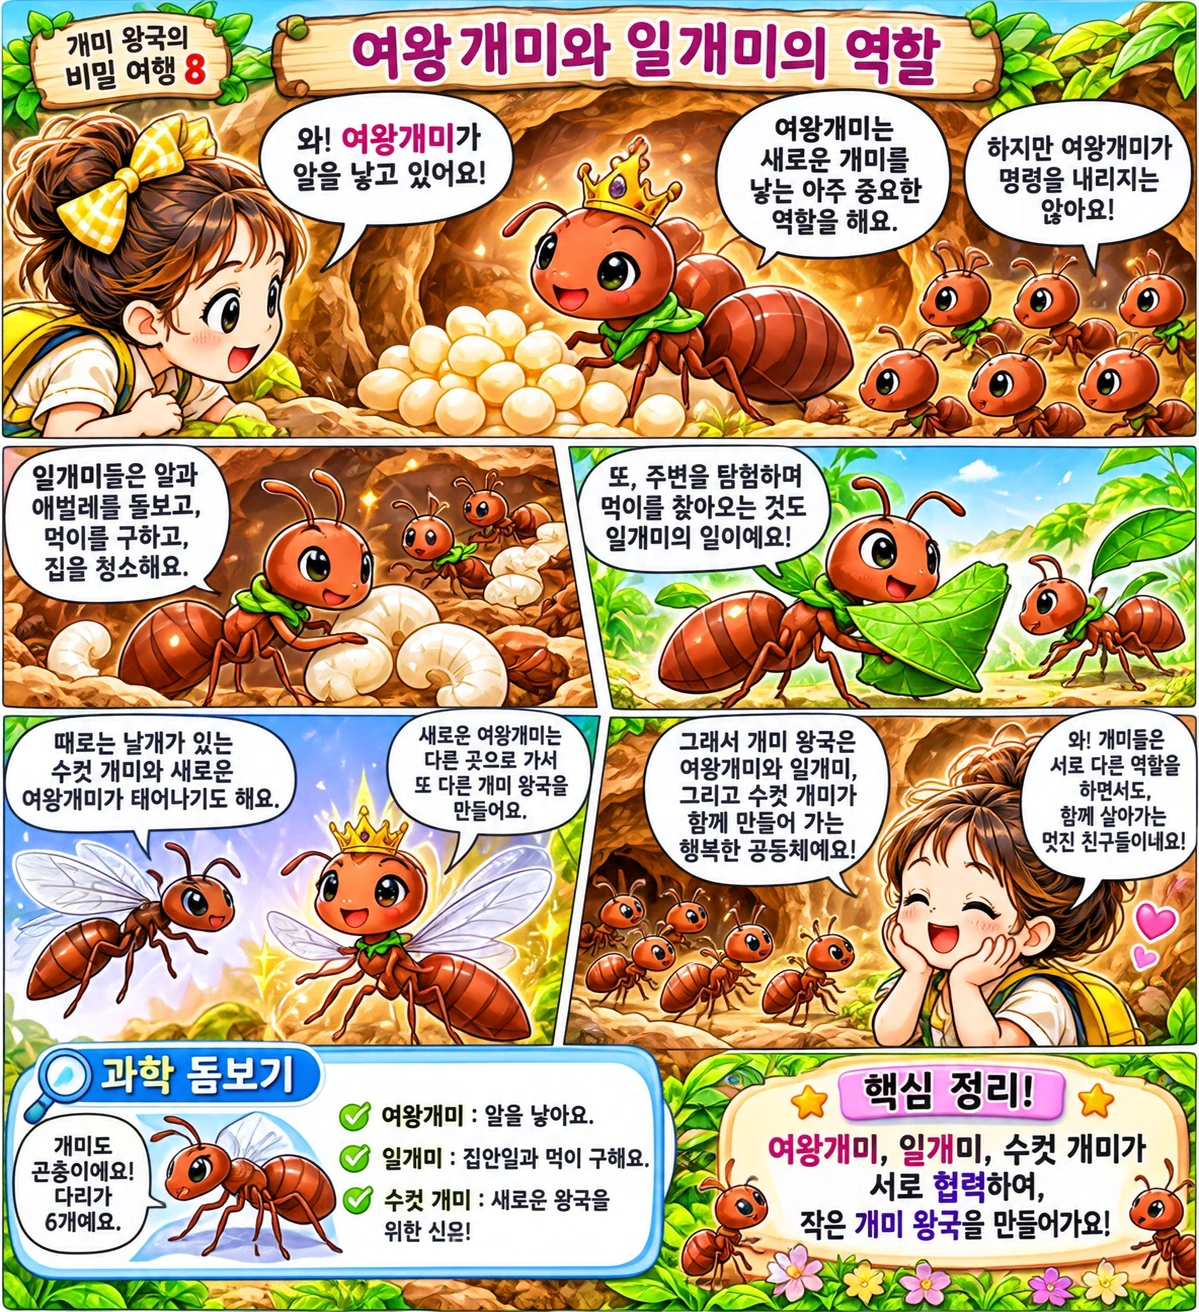 개미 왕국의
비밀 여행 8
여왕개미와 일개미의 역할
와! 여왕개미가
알을 낳고 있어요!
여왕개미는
새로운 개미를
낳는 아주 중요한
역할을 해요.
하지만 여왕개미가
명령을 내리지는
않아요!
일개미들은 알과
애벌레를 돌보고,
먹이를 구하고,
집을 청소해요.
또, 주변을 탐험하며
먹이를 찾아오는 것도
일개미의 일이에요!
때로는 날개가 있는
수컷 개미와 새로운
여왕개미가 태어나기도 해요.
새로운 여왕개미는
다른 곳으로 가서
또 다른 개미 왕국을
만들어요.
그래서 개미 왕국은
여왕개미와 일개미,
그리고 수컷 개미가
함께 만들어 가는
행복한 공동체예요!
와! 개미들은
서로 다른 역할을
하면서도,
함께 살아가는
멋진 친구들이네요!
과학 돋보기
개미도
곤충이에요!
다리가
6개예요.
여왕개미 : 알을 낳아요.
일개미 : 집안일과 먹이 구해요.
수컷 개미 : 새로운 왕국을
위한
핵심 정리!
여왕개미, 일개미, 수컷 개미가
서로 협력하여,
작은 개미 왕국을 만들어가요!